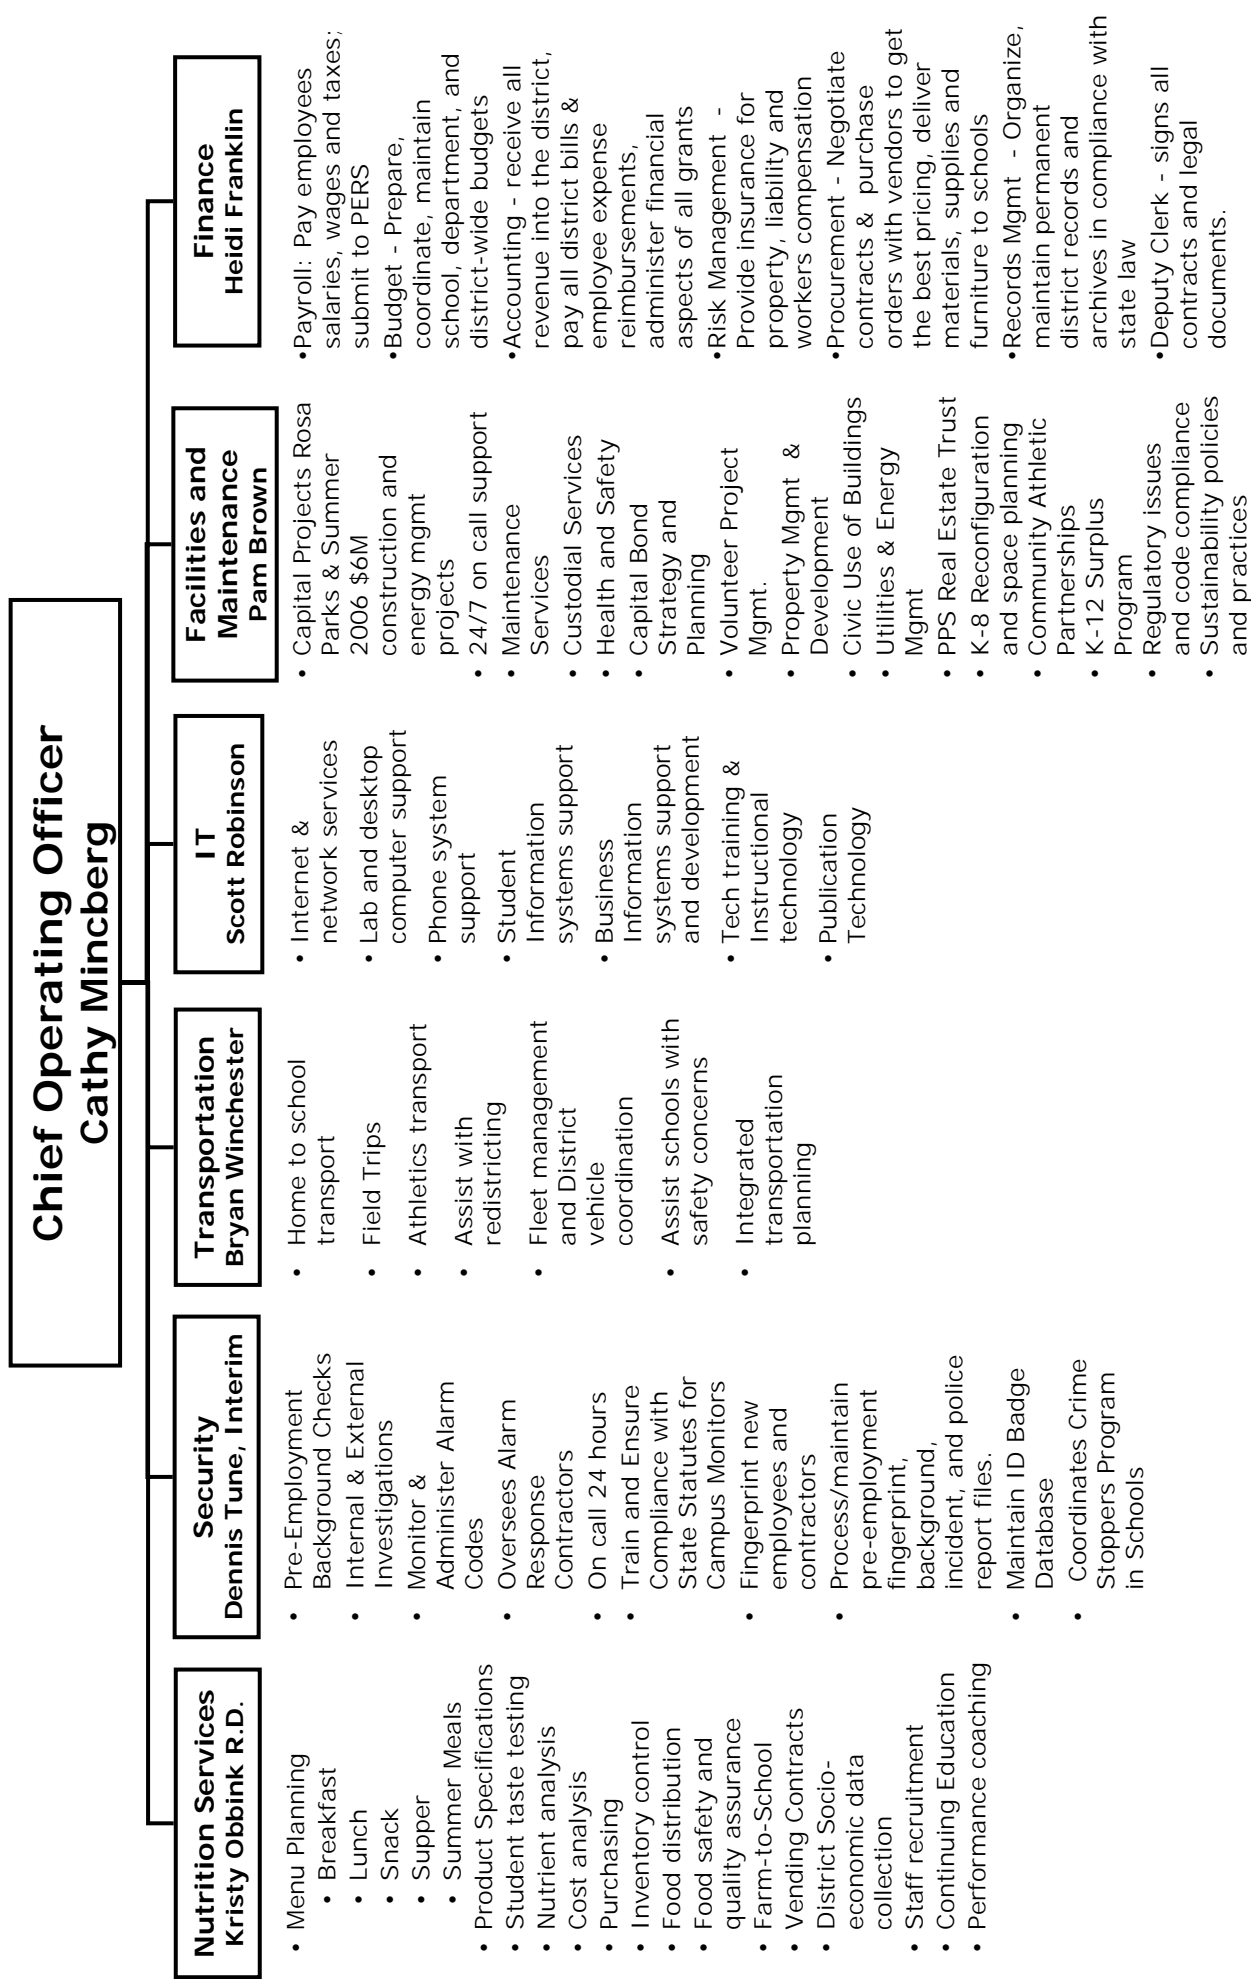 Chief Operating Officer
Cathy Mincberg
Nutrition Services
Kristy Obbink R.D.
• Menu Planning
• Breakfast
• Lunch
• Snack
• Supper
• Summer Meals
• Product Specifications
• Student taste testing
• Nutrient analysis
• Cost analysis
• Purchasing
• Inventory control
• Food distribution
• Food safety and
quality assurance
• Farm-to-School
• Vending Contracts
• District Socio-
economic data
collection
• Staff recruitment
• Continuing Education
• Performance coaching
Security
Dennis Tune, Interim
• Pre-Employment
Background Checks
• Internal & External
Investigations
• Monitor &
Administer Alarm
Codes
• Oversees Alarm
Response
Contractors
• On call 24 hours
• Train and Ensure
Compliance with
State Statutes for
Campus Monitors
• Fingerprint new
employees and
contractors
• Process/maintain
pre-employment
fingerprint,
background,
incident, and police
report files.
• Maintain ID Badge
Database
• Coordinates Crime
Stoppers Program
in Schools
Transportation
Bryan Winchester
• Home to school
transport
• Field Trips
• Athletics transport
• Assist with
redistricting
• Fleet management
and District
vehicle
coordination
• Assist schools with
safety concerns
• Integrated
transportation
planning
IT
Scott Robinson
• Internet &
network services
• Lab and desktop
computer support
• Phone system
support
• Student
Information
systems support
• Business
Information
systems support
and development
• Tech training &
Instructional
technology
• Publication
Technology
Facilities and
Maintenance
Pam Brown
• Capital Projects Rosa
Parks & Summer
2006 $6M
construction and
energy mgmt
projects
• 24/7 on call support
• Maintenance
Services
• Custodial Services
• Health and Safety
• Capital Bond
Strategy and
Planning
• Volunteer Project
Mgmt.
• Property Mgmt &
Development
• Civic Use of Buildings
• Utilities & Energy
Mgmt
• PPS Real Estate Trust
• K-8 Reconfiguration
and space planning
• Community Athletic
Partnerships
• K-12 Surplus
Program
• Regulatory issues
and code compliance
• Sustainability policies
and practices
Finance
Heidi Franklin
•Payroll: Pay employees
salaries, wages and taxes;
submit to PERS
•Budget - Prepare,
coordinate, maintain
school, department, and
district-wide budgets
•Accounting - receive all
revenue into the district,
pay all district bills &
employee expense
reimbursements,
administer financial
aspects of all grants
•Risk Management -
Provide insurance for
property, liability and
workers compensation
•Procurement - Negotiate
contracts & purchase
orders with vendors to get
the best pricing, deliver
materials, supplies and
furniture to schools
•Records Mgmt - Organize,
maintain permanent
district records and
archives in compliance with
state law
•Deputy Clerk - signs all
contracts and legal
documents.